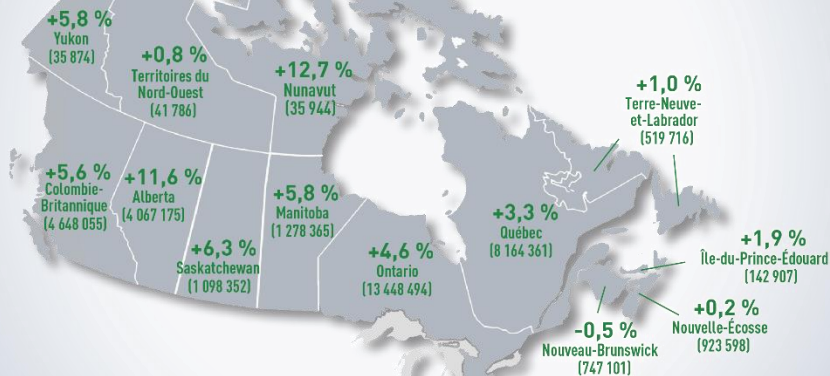 +5,8 %
Yukon
(35 874)
+0,8 %
Territoires du
Nord-Ouest
(41 786)
+12,7 %
Nunavut
(35 944)
+1,0 %
Terre-Neuve-
et-Labrador
(519 716)
+5,6 %
Colombie-
Britannique
(4 648 055)
+11,6 %
Alberta
(4 067 175)
+6,3 %
Saskatchewan
(1 098 352)
+5,8 %
Manitoba
(1 278 365)
+4,6 %
Ontario
(13 448 494)
+3,3 %
Québec
(8 164 361)
+1,9 %
Île-du-Prince-Édouard
(142 907)
+0,2 %
Nouvelle-Écosse
(923 598)
-0,5 %
Nouveau-Brunswick
(747 101)